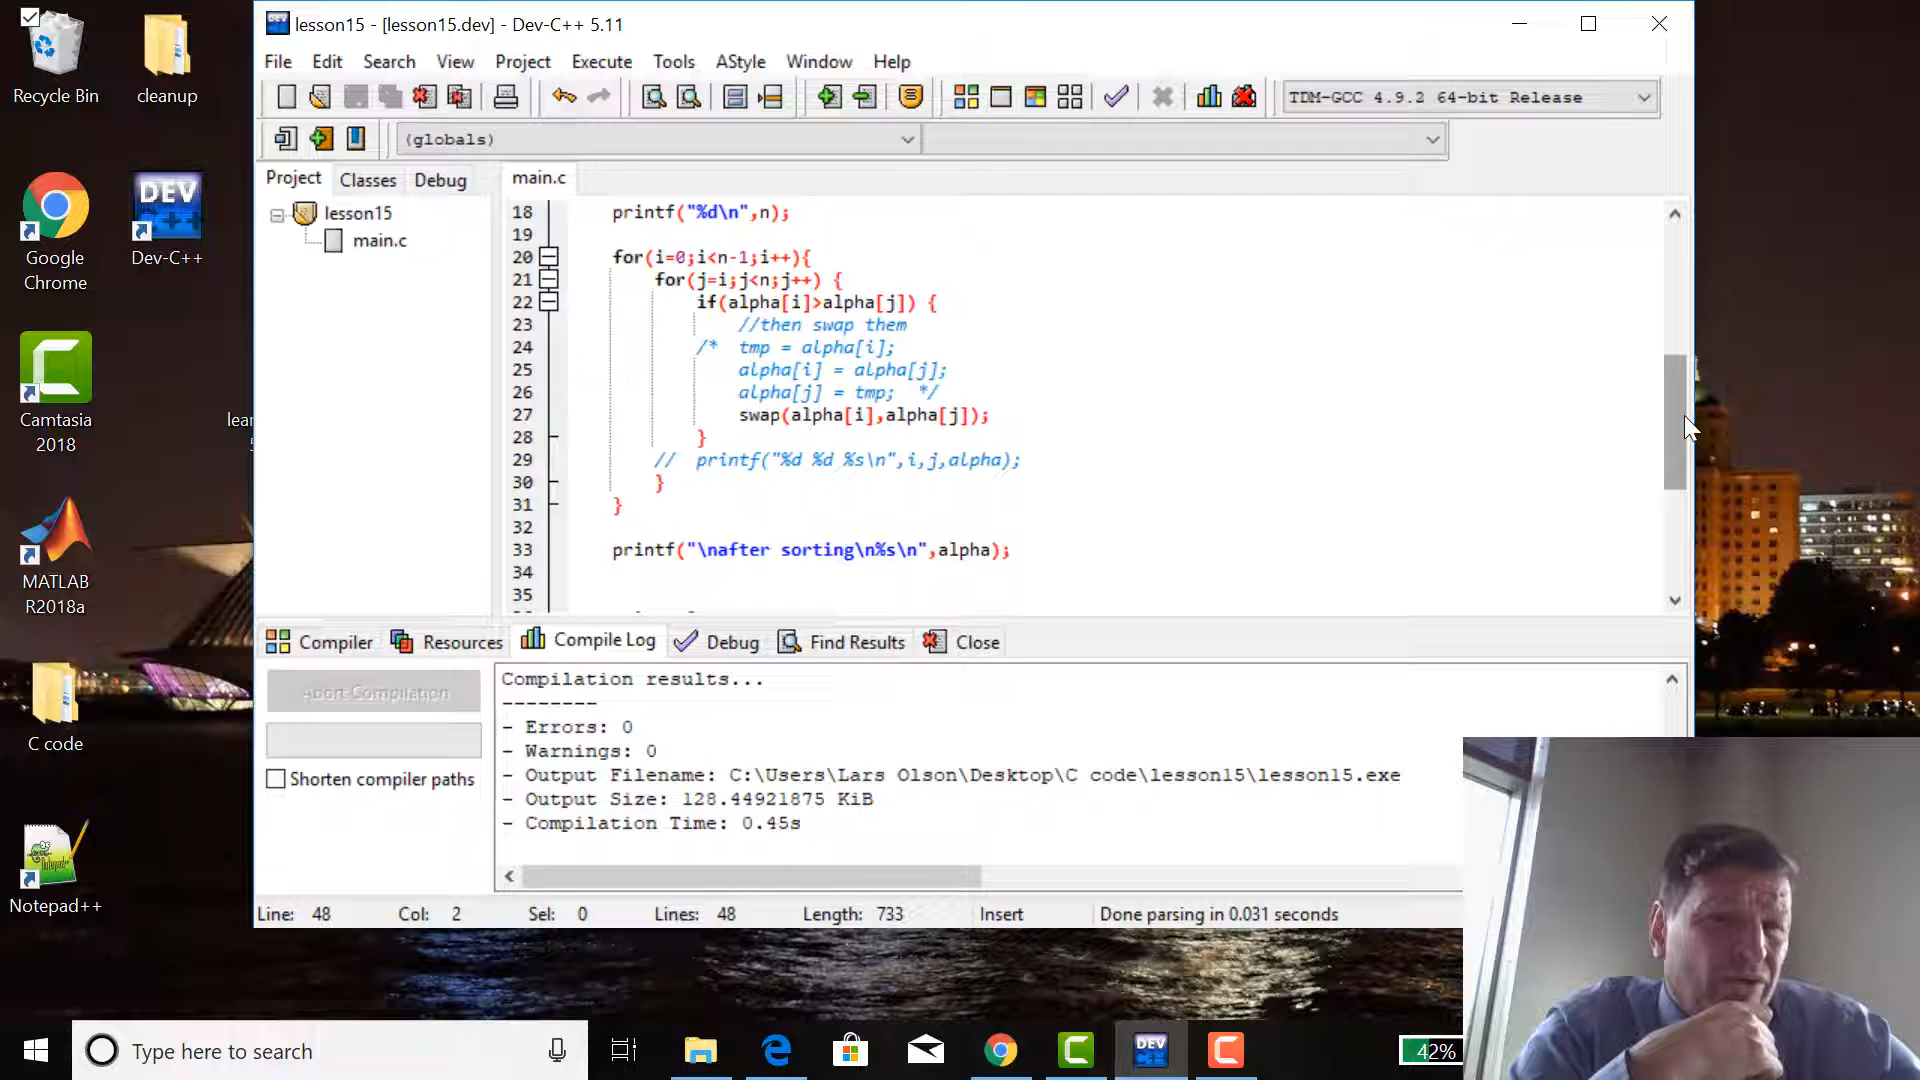 lesson15 - [lesson15.dev] - Dev-C++ 5.11
File Edit Search View Project Execute Tools AStyle Window Help
TDM-GCC 4.9.2 64-bit Release
(globals)
Project Classes Debug
main.c
lesson15
main.c
18 printf("%d\n",n);
19
20 for(i=0;i<n-1;i++){
21 for(j=i;j<n;j++) {
22 if(alpha[i]>alpha[j]) {
23 //then swap them
24 /* tmp = alpha[i];
25 alpha[i] = alpha[j];
26 alpha[j] = tmp; */
27 swap(alpha[i],alpha[j]);
28 }
29 // printf("%d %d %s\n",i,j,alpha);
30 }
31 }
32
33 printf("\nafter sorting\n%s\n",alpha);
34
35
Compiler Resources Compile Log Debug Find Results Close
Abort Compilation
Shorten compiler paths
Compilation results...
--------
- Errors: 0
- Warnings: 0
- Output Filename: C:\Users\Lars Olson\Desktop\C code\lesson15\lesson15.exe
- Output Size: 128.44921875 KiB
- Compilation Time: 0.45s
Line: 48 Col: 2 Sel: 0 Lines: 48 Length: 733 Insert Done parsing in 0.031 seconds
Recycle Bin
cleanup
Google
Chrome
DEV
C++
Dev-C++
Camtasia
2018
lear
MATLAB
R2018a
C code
Notepad++
Notepad++
Type here to search
DEV
C++
42%